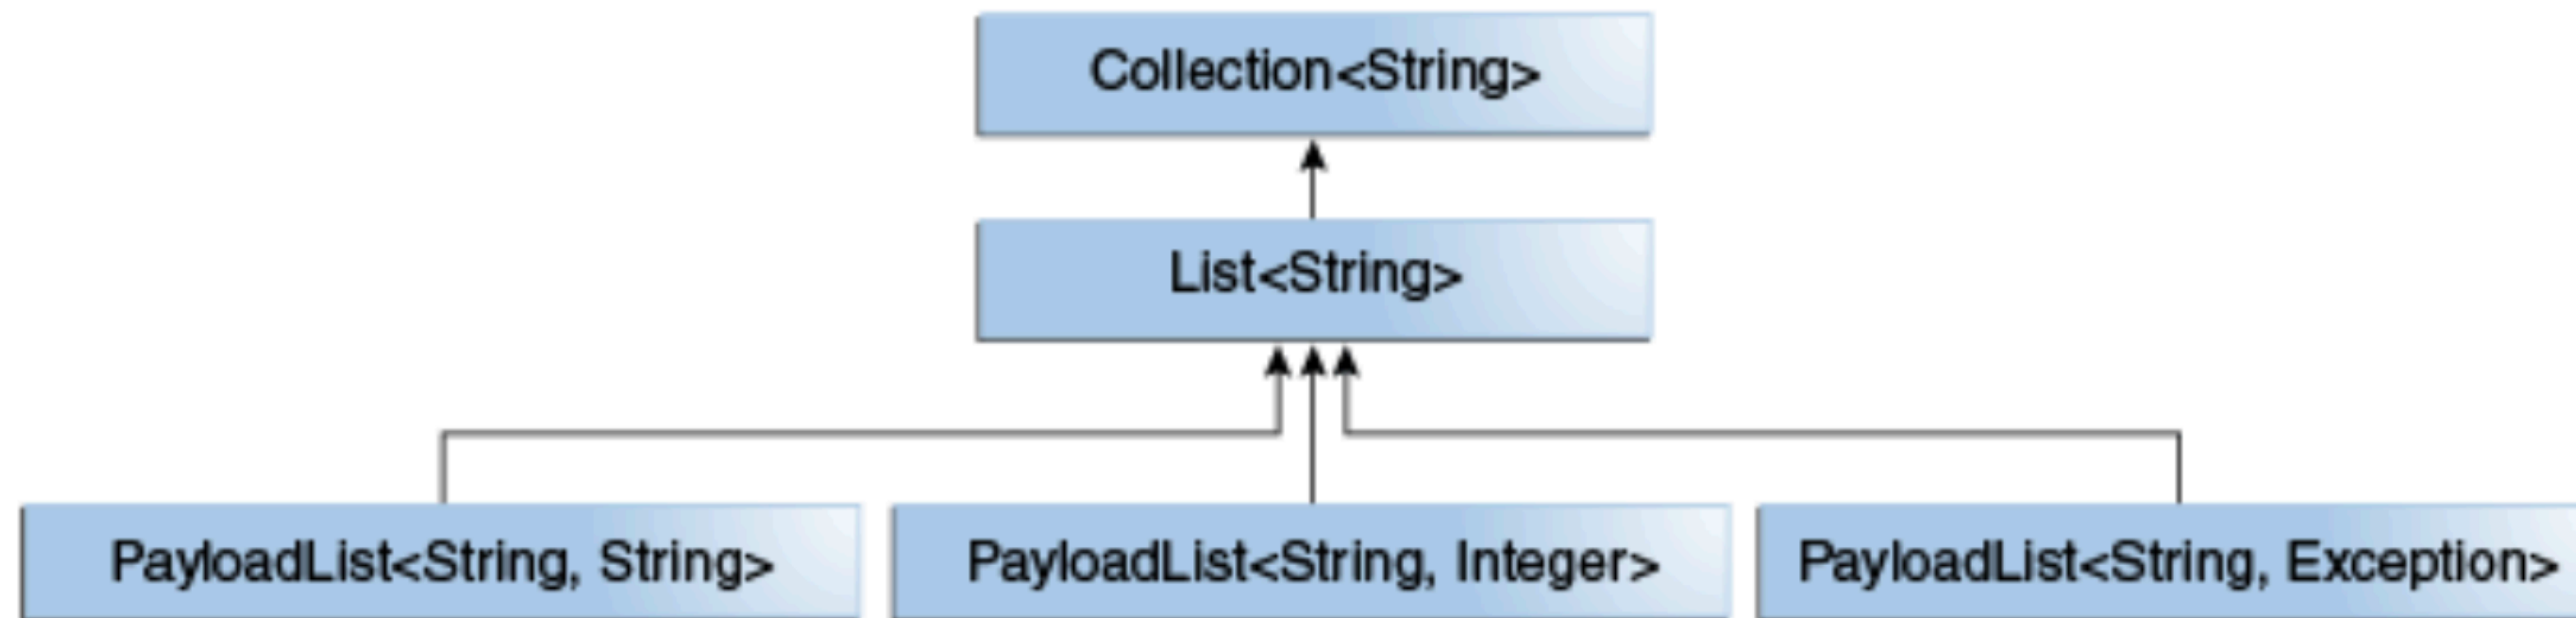 Collection<String>
List<String>
PayloadList<String, String>
PayloadList<String, Integer>
PayloadList<String, Exception>